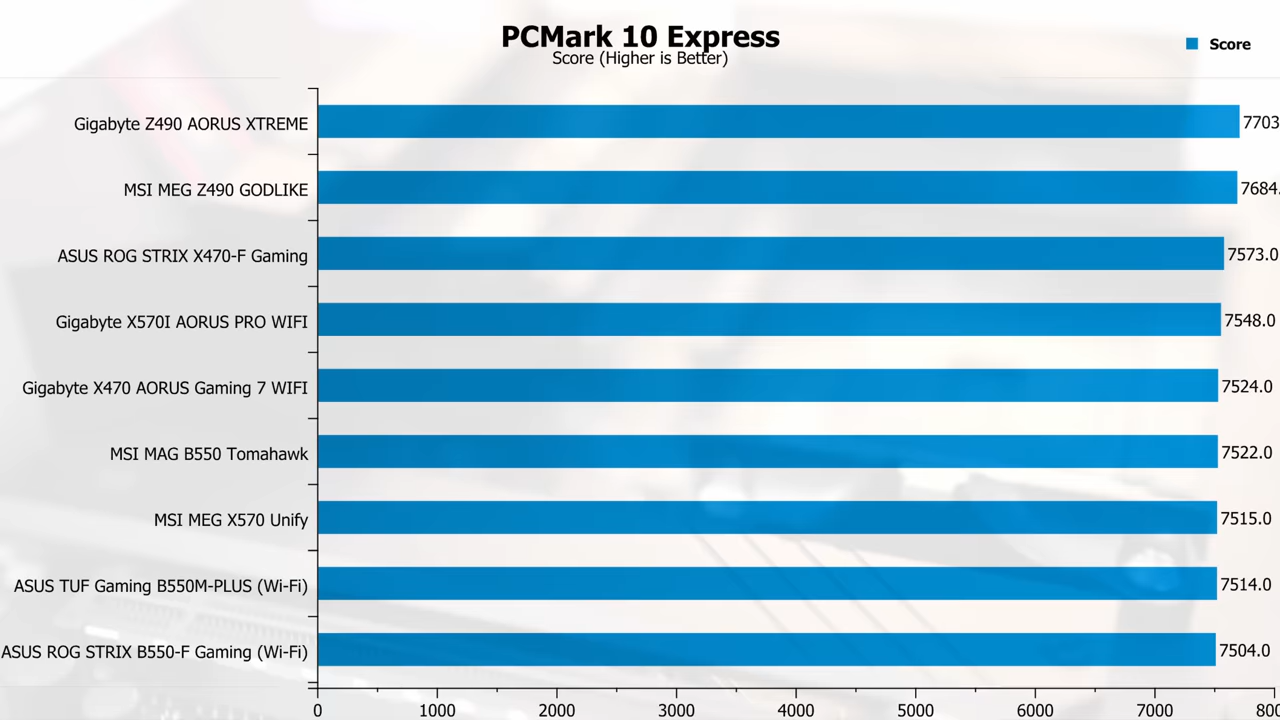 PCMark 10 Express
Score (Higher is Better)
Score
Gigabyte Z490 AORUS XTREME 7703
MSI MEG Z490 GODLIKE 7684.
ASUS ROG STRIX X470-F Gaming 7573.0
Gigabyte X570I AORUS PRO WIFI 7548.0
Gigabyte X470 AORUS Gaming 7 WIFI 7524.0
MSI MAG B550 Tomahawk 7522.0
MSI MEG X570 Unify 7515.0
ASUS TUF Gaming B550M-PLUS (Wi-Fi) 7514.0
ASUS ROG STRIX B550-F Gaming (Wi-Fi) 7504.0
0 1000 2000 3000 4000 5000 6000 7000 800